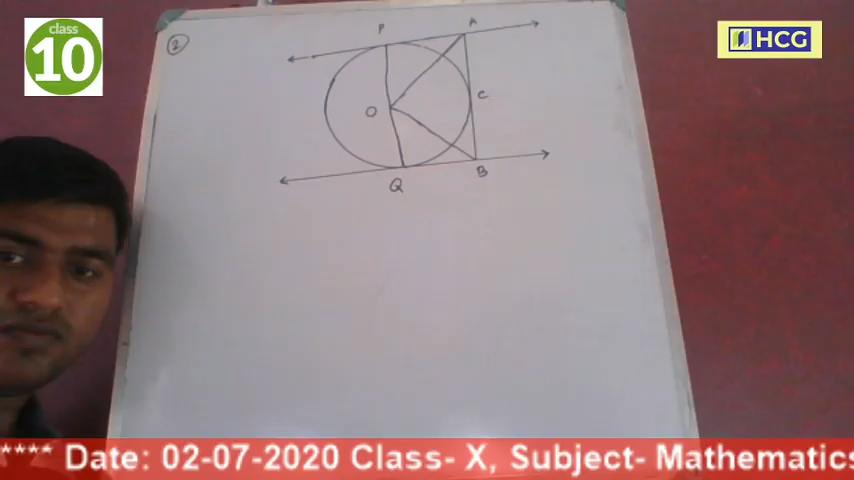 class
10
HCG
2
P
A
O
C
Q
B
**** Date: 02-07-2020 Class- X, Subject- Mathematics